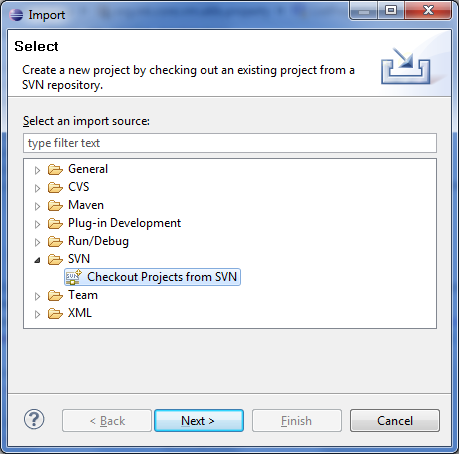 Import
Select
Create a new project by checking out an existing project from a
SVN repository.
Select an import source:
type filter text
General
CVS
Maven
Plug-in Development
Run/Debug
SVN
Checkout Projects from SVN
Team
XML
< Back
Next >
Finish
Cancel